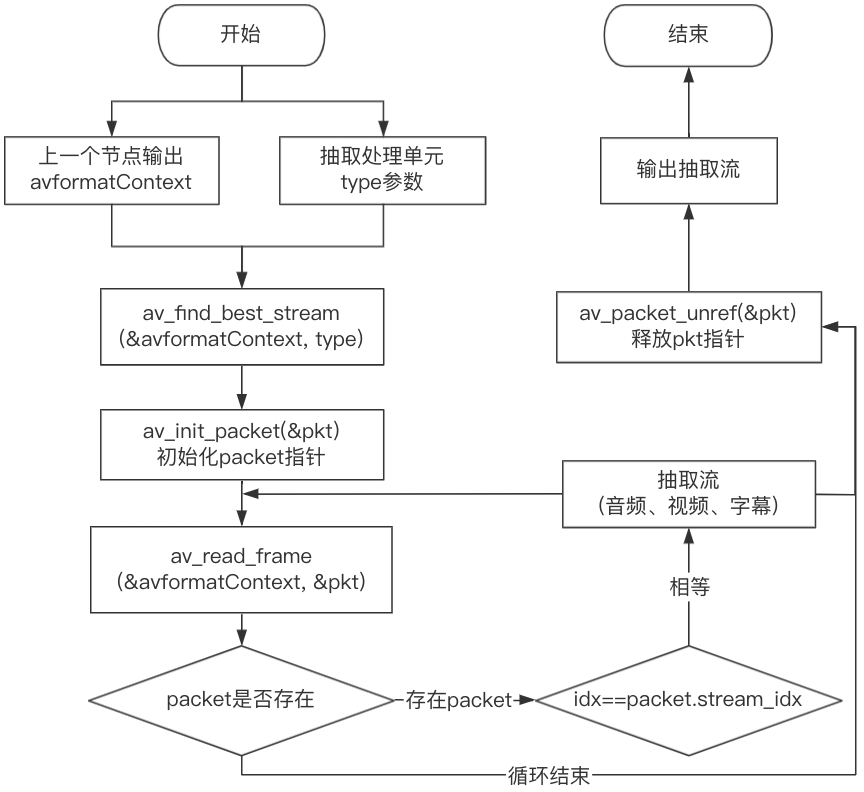 开始
上一个节点输出
avformatContext
抽取处理单元
type参数
av_find_best_stream
(&avformatContext, type)
av_init_packet(&pkt)
初始化packet指针
av_read_frame
(&avformatContext, &pkt)
packet是否存在
存在packet
idx==packet.stream_idx
相等
抽取流
(音频、视频、字幕)
循环结束
av_packet_unref(&pkt)
释放pkt指针
输出抽取流
结束